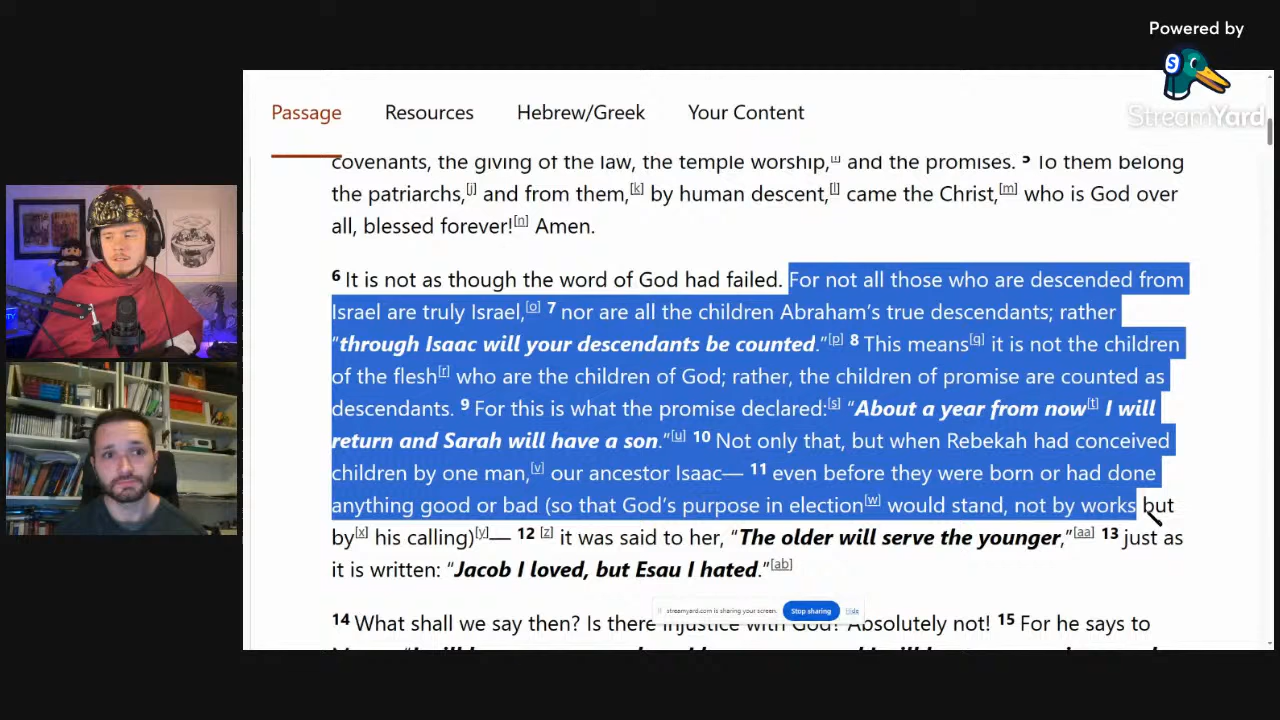 Powered by
StreamYard
Passage Resources Hebrew/Greek Your Content
covenants, the giving of the law, the temple worship,[i] and the promises. 5 To them belong
the patriarchs,[j] and from them,[k] by human descent,[l] came the Christ,[m] who is God over
all, blessed forever![n] Amen.
6 It is not as though the word of God had failed. For not all those who are descended from
Israel are truly Israel,[o] 7 nor are all the children Abraham’s true descendants; rather
“through Isaac will your descendants be counted.”[p] 8 This means[q] it is not the children
of the flesh[r] who are the children of God; rather, the children of promise are counted as
descendants. 9 For this is what the promise declared:[s] “About a year from now[t] I will
return and Sarah will have a son.”[u] 10 Not only that, but when Rebekah had conceived
children by one man,[v] our ancestor Isaac— 11 even before they were born or had done
anything good or bad (so that God’s purpose in election[w] would stand, not by works but
by[x] his calling)[y]— 12 [z] it was said to her, “The older will serve the younger,”[aa] 13 just as
it is written: “Jacob I loved, but Esau I hated.”[ab]
streamyard.com is sharing your screen. Stop sharing Hide
14 What shall we say then? Is there injustice with God? Absolutely not! 15 For he says to